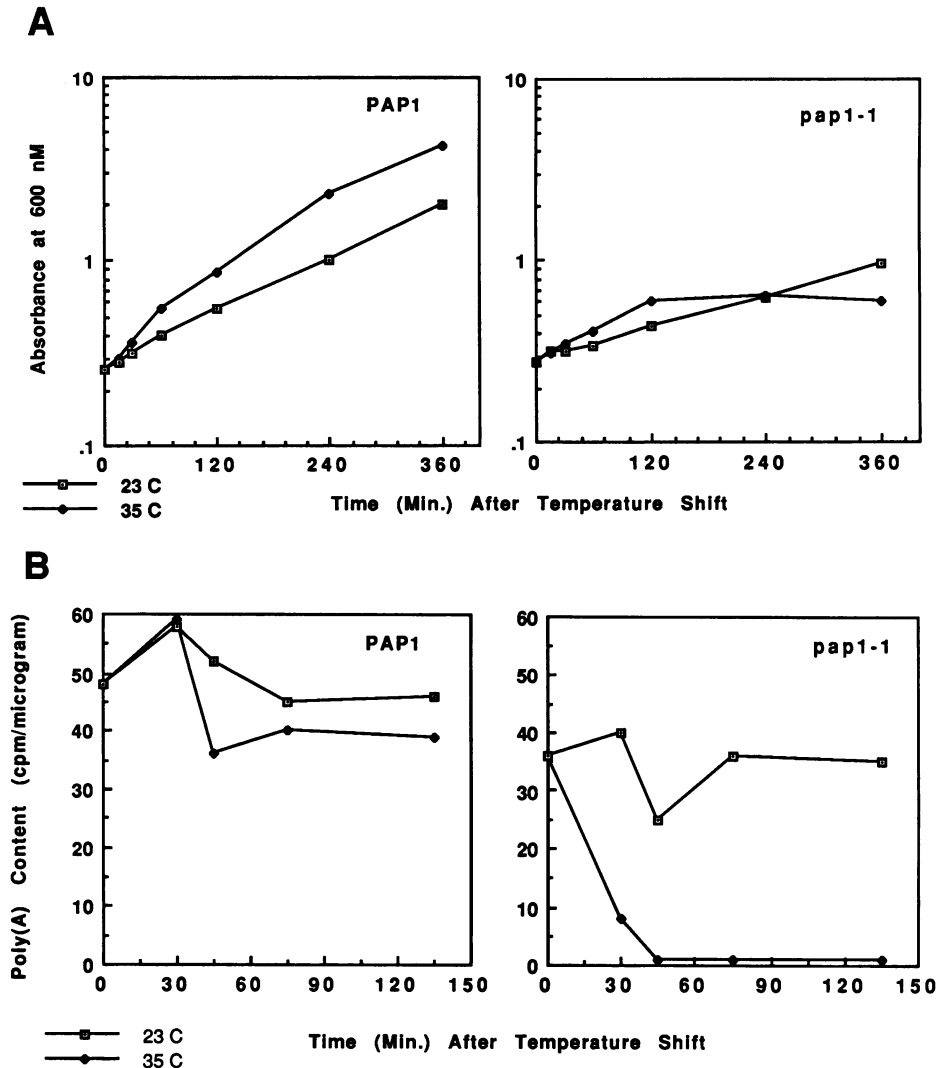 A
PAP1
pap1-1
Absorbance at 600 nM
10
1
.1
0 120 240 360
10
1
.1
0 120 240 360
23 C
35 C
Time (Min.) After Temperature Shift
B
PAP1
pap1-1
Poly(A) Content (cpm/microgram)
60
50
40
30
20
10
0
0 30 60 90 120 150
60
50
40
30
20
10
0
0 30 60 90 120 150
23 C
35 C
Time (Min.) After Temperature Shift